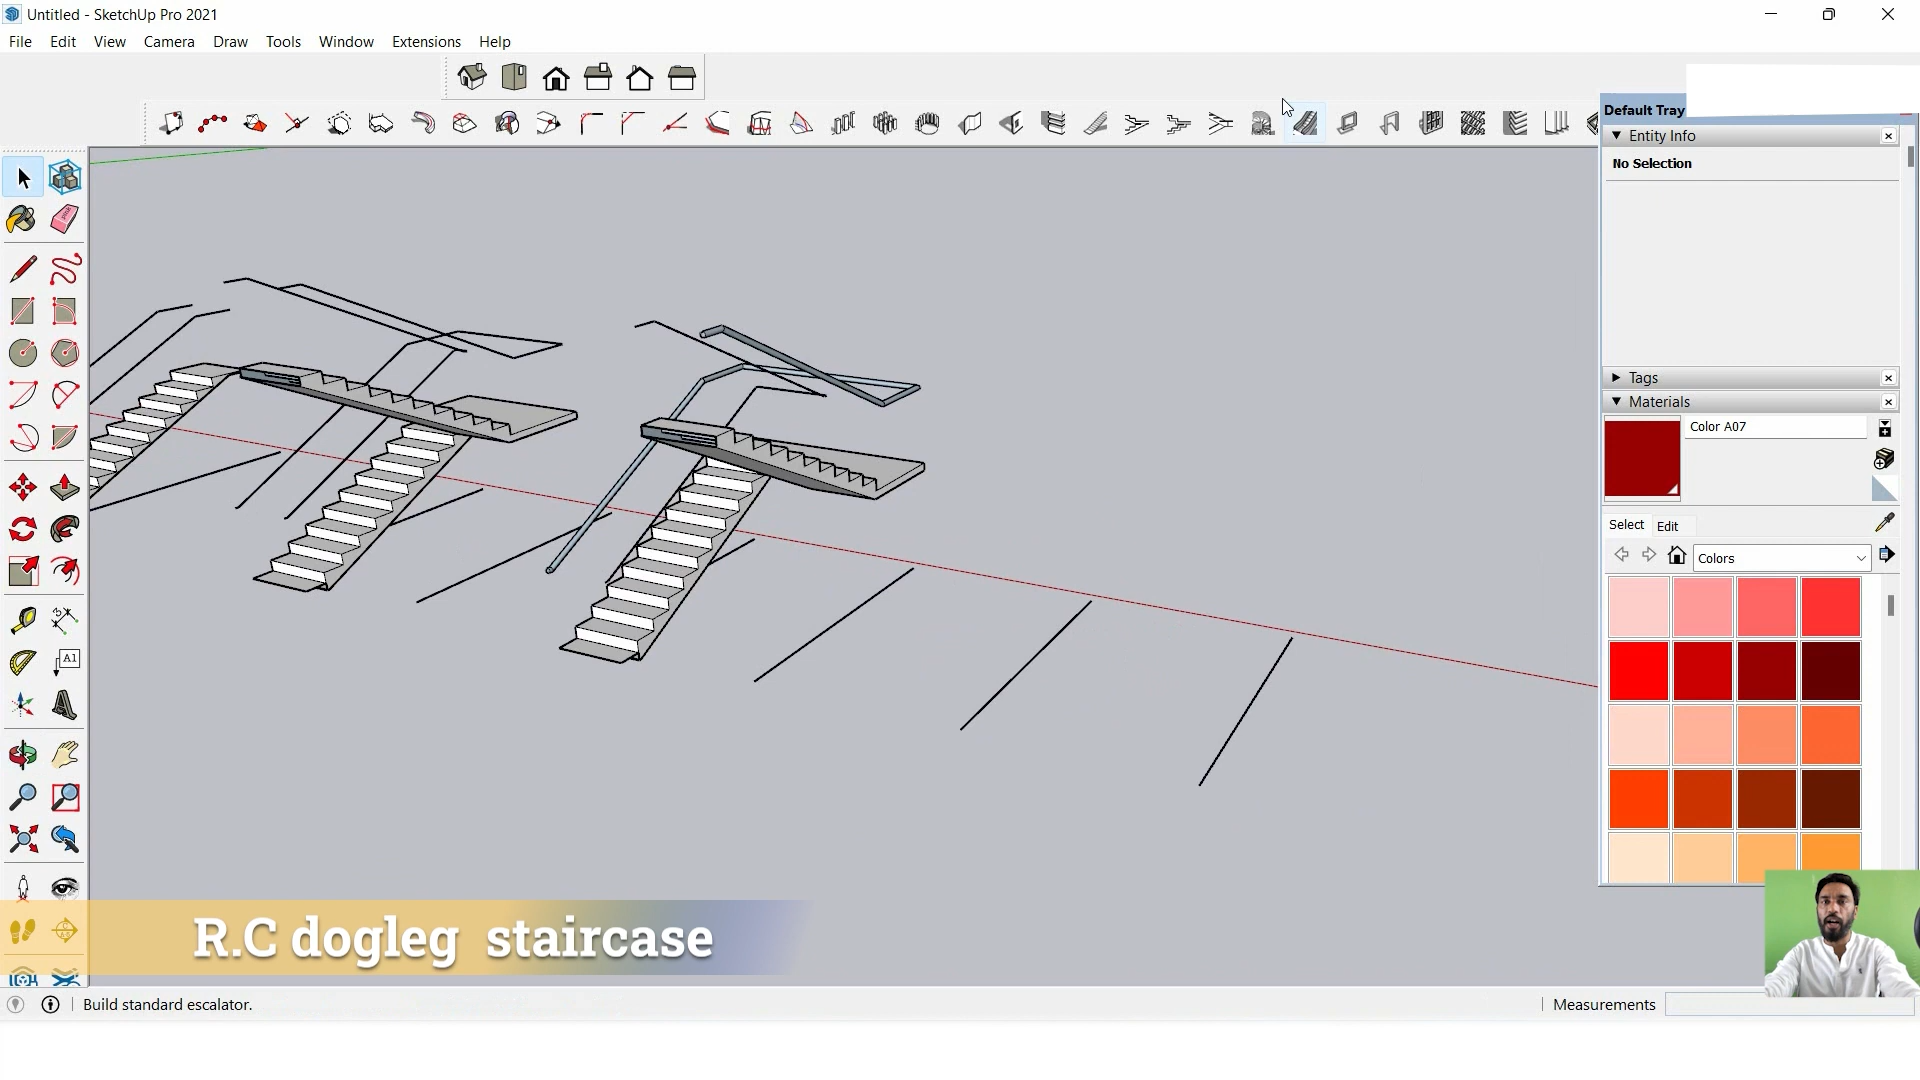 Untitled - SketchUp Pro 2021
File Edit View Camera Draw Tools Window Extensions Help
Default Tray
Entity Info
No Selection
Tags
Materials
Color A07
Select Edit
Colors
A1
R.C dogleg staircase
Build standard escalator.
Measurements